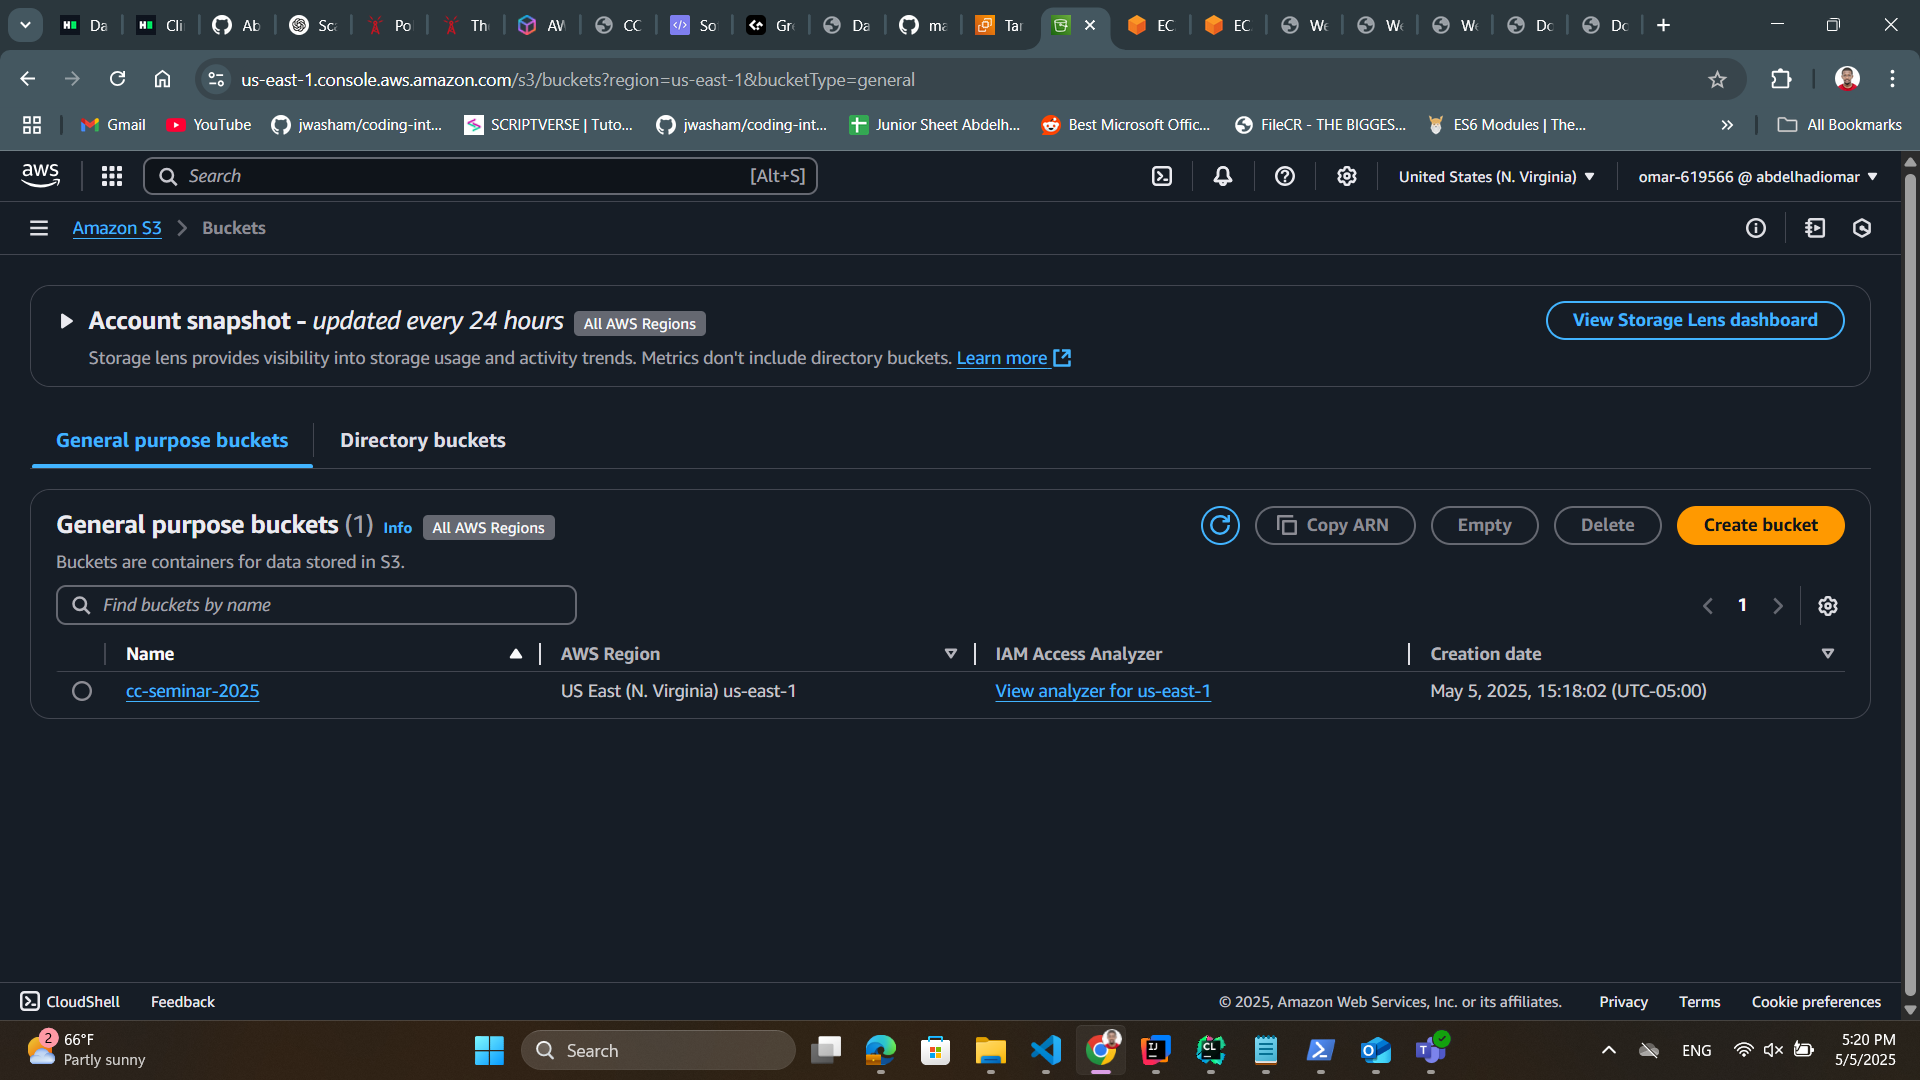 Da
Cli
Ab
Sca
Pol
The
AW
CC
So
Gre
Da
ma
Tar
EC
EC
We
We
We
Do
Do
us-east-1.console.aws.amazon.com/s3/buckets?region=us-east-1&bucketType=general
Gmail
YouTube
jwasham/coding-int...
SCRIPTVERSE | Tuto...
jwasham/coding-int...
Junior Sheet Abdelh...
Best Microsoft Offic...
FileCR - THE BIGGES...
ES6 Modules | The...
All Bookmarks
aws
Search
[Alt+S]
United States (N. Virginia)
omar-619566 @ abdelhadiomar
Amazon S3
Buckets
Account snapshot - updated every 24 hours
All AWS Regions
View Storage Lens dashboard
Storage lens provides visibility into storage usage and activity trends. Metrics don't include directory buckets. Learn more
General purpose buckets
Directory buckets
General purpose buckets (1) Info
All AWS Regions
Copy ARN
Empty
Delete
Create bucket
Buckets are containers for data stored in S3.
Find buckets by name
1
Name
AWS Region
IAM Access Analyzer
Creation date
cc-seminar-2025
US East (N. Virginia) us-east-1
View analyzer for us-east-1
May 5, 2025, 15:18:02 (UTC-05:00)
CloudShell
Feedback
© 2025, Amazon Web Services, Inc. or its affiliates.
Privacy
Terms
Cookie preferences
2
66°F
Partly sunny
Search
ENG
5:20 PM
5/5/2025